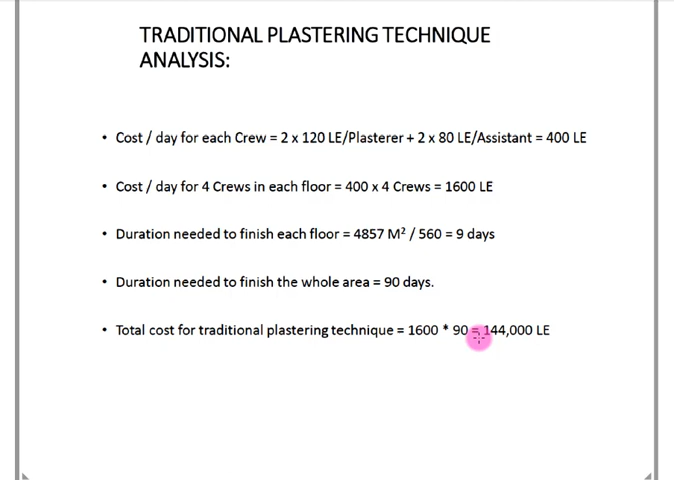 TRADITIONAL PLASTERING TECHNIQUE
ANALYSIS:
• Cost / day for each Crew = 2 x 120 LE/Plasterer + 2 x 80 LE/Assistant = 400 LE
• Cost / day for 4 Crews in each floor = 400 x 4 Crews = 1600 LE
• Duration needed to finish each floor = 4857 M² / 560 = 9 days
• Duration needed to finish the whole area = 90 days.
• Total cost for traditional plastering technique = 1600 * 90 = 144,000 LE